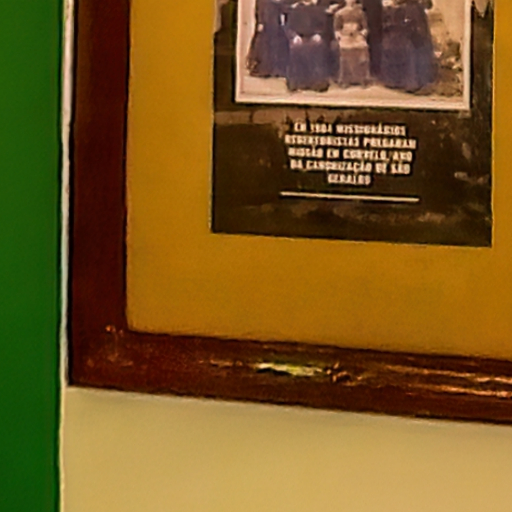 EM 1904 MISSIONÁRIOS
REDENTORISTAS PREGARAM
MISSÃO EM CURVELO, ANO
DA CANONIZAÇÃO DE SÃO
GERALDO